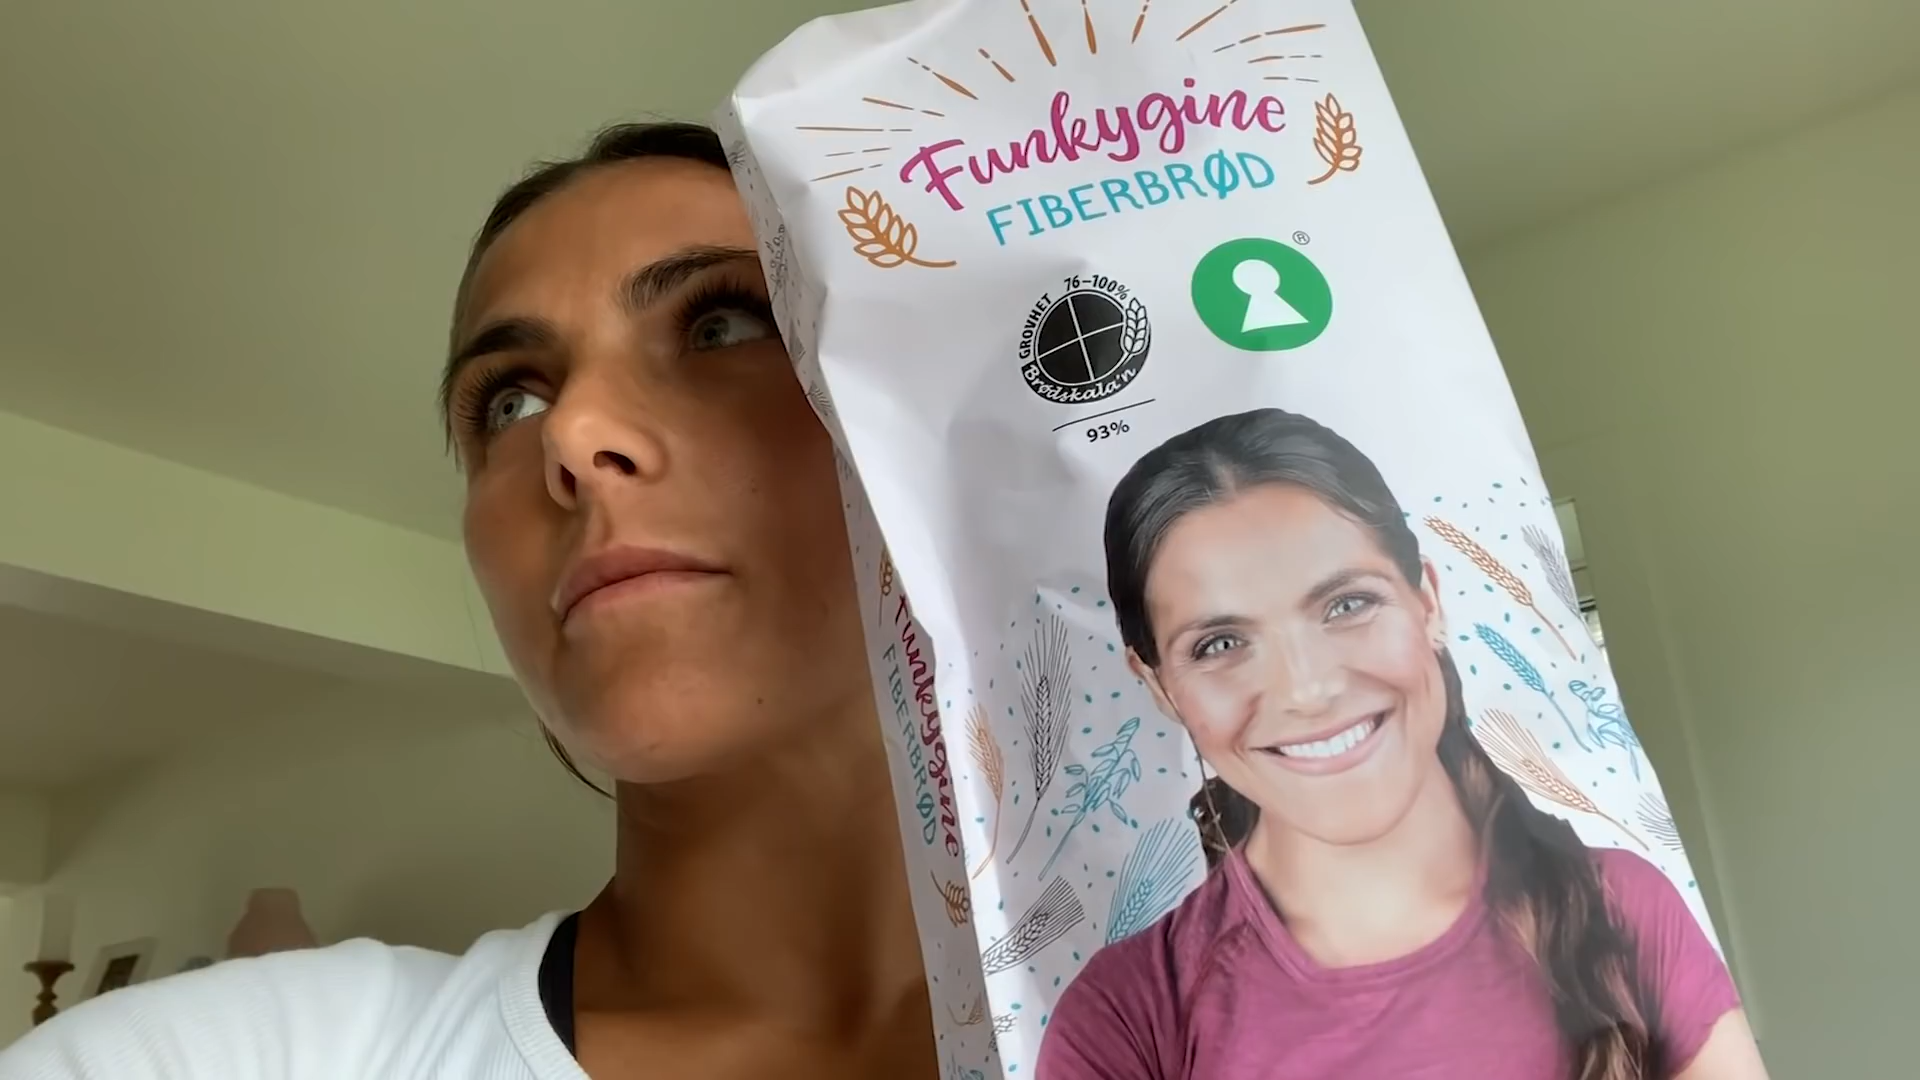 Funkygine
FIBERBRØD
®
GROVHET 76-100%
Brødskala'n
93%
Funkygine
FIBERBRØD